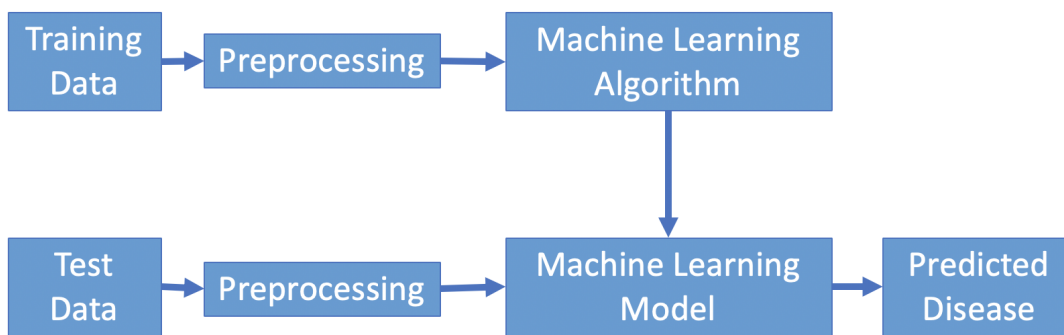 Training
Data
Preprocessing
Machine Learning
Algorithm
Test
Data
Preprocessing
Machine Learning
Model
Predicted
Disease